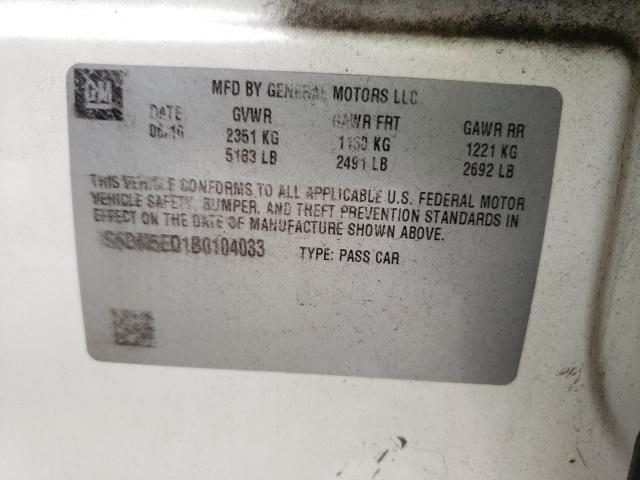 GM
MFD BY GENERAL MOTORS LLC
DATE GVWR GAWR FRT GAWR RR
2351 KG 1130 KG 1221 KG
5183 LB 2491 LB 2692 LB
THIS VEHICLE CONFORMS TO ALL APPLICABLE U.S. FEDERAL MOTOR
VEHICLE SAFETY, BUMPER, AND THEFT PREVENTION STANDARDS IN
EFFECT ON THE DATE OF MANUFACTURE SHOWN ABOVE.
TYPE: PASS CAR